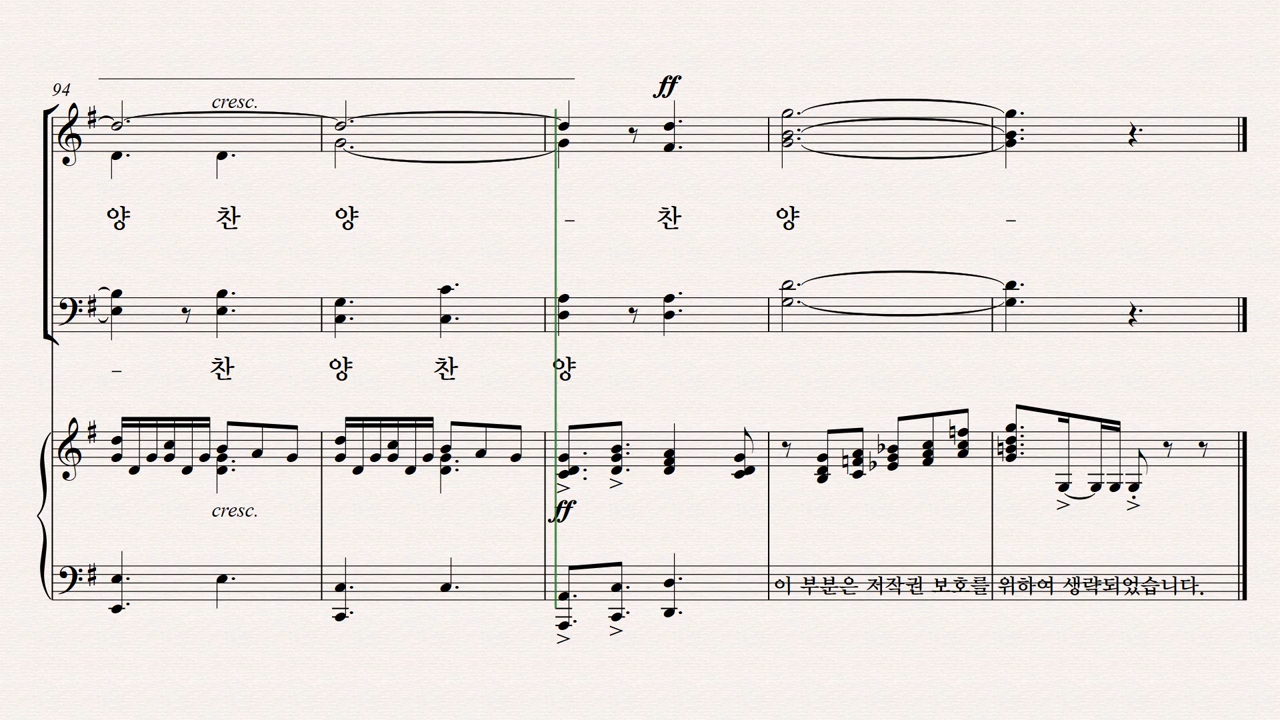 94
cresc.
ff
양 찬 양 - 찬 양 -
- 찬 양 찬 양
cresc.
ff
이 부분은 저작권 보호를 위하여 생략되었습니다.